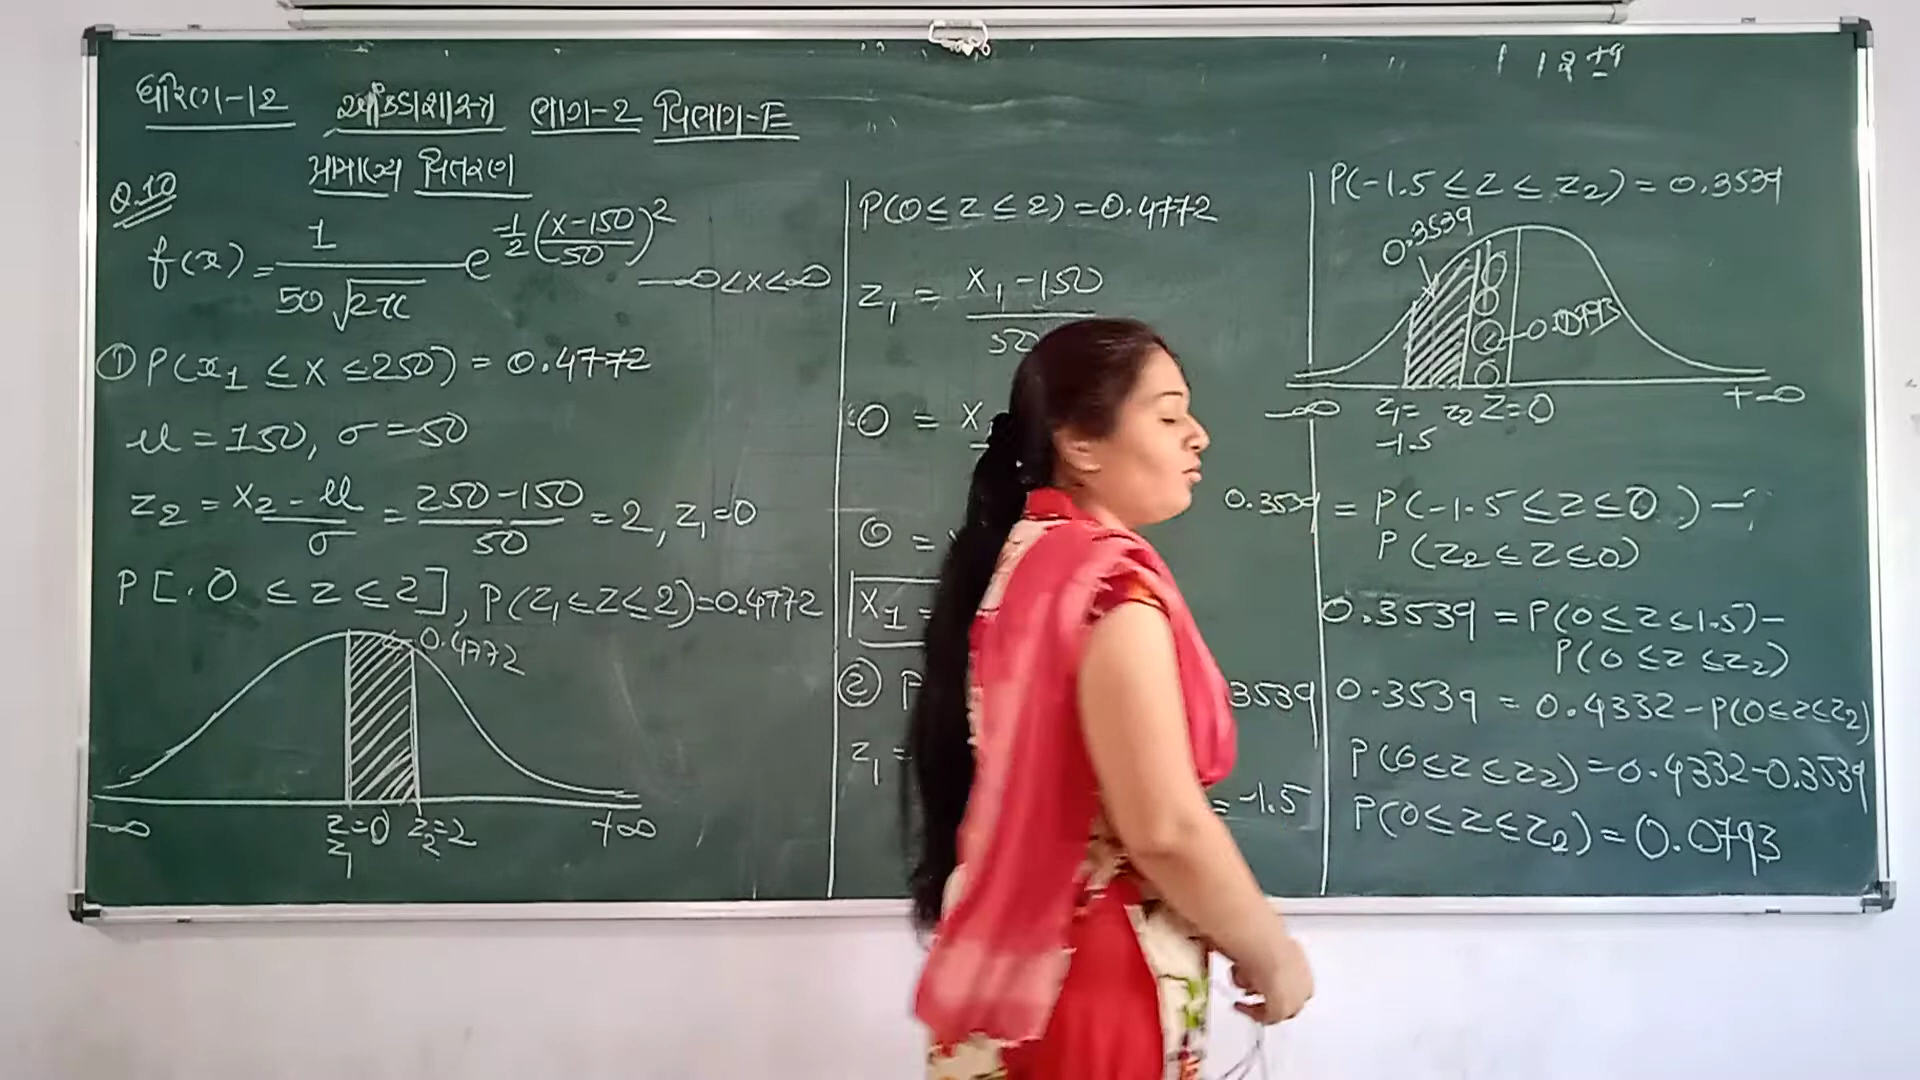 ધોરણ-12 આંકડાશાસ્ત્ર ભાગ-2 વિભાગ-E
પ્રામાણ્ય વિતરણ
Q.10
f(x) = 1 / 50√2π e^-1/2 (x-150 / 50)^2 -∞<x<∞
① P(x1 ≤ x ≤ 250) = 0.4772
μ = 150, σ = 50
z2 = x2 - μ / σ = 250 - 150 / 50 = 2, z1 = 0
P[0 ≤ z ≤ 2], P(z1 ≤ z ≤ 2) = 0.4772
0.4772
-∞ z=0 z2=2 +∞
z1
P(0 ≤ z ≤ 2) = 0.4772
z1 = x1 - 150 / 50
0 = x
0 =
x1 =
② P 3539
z1 =
= -1.5
12
P(-1.5 ≤ z ≤ z2) = 0.3539
0.3539
0.0793
-∞ z1= z2 z=0 +∞
-1.5
0.3539 = P(-1.5 ≤ z ≤ 0) -
P(z2 ≤ z ≤ 0)
0.3539 = P(0 ≤ z ≤ 1.5) -
P(0 ≤ z ≤ z2)
0.3539 = 0.4332 - P(0 ≤ z ≤ z2)
P(0 ≤ z ≤ z2) = 0.4332 - 0.3539
P(0 ≤ z ≤ z2) = 0.0793